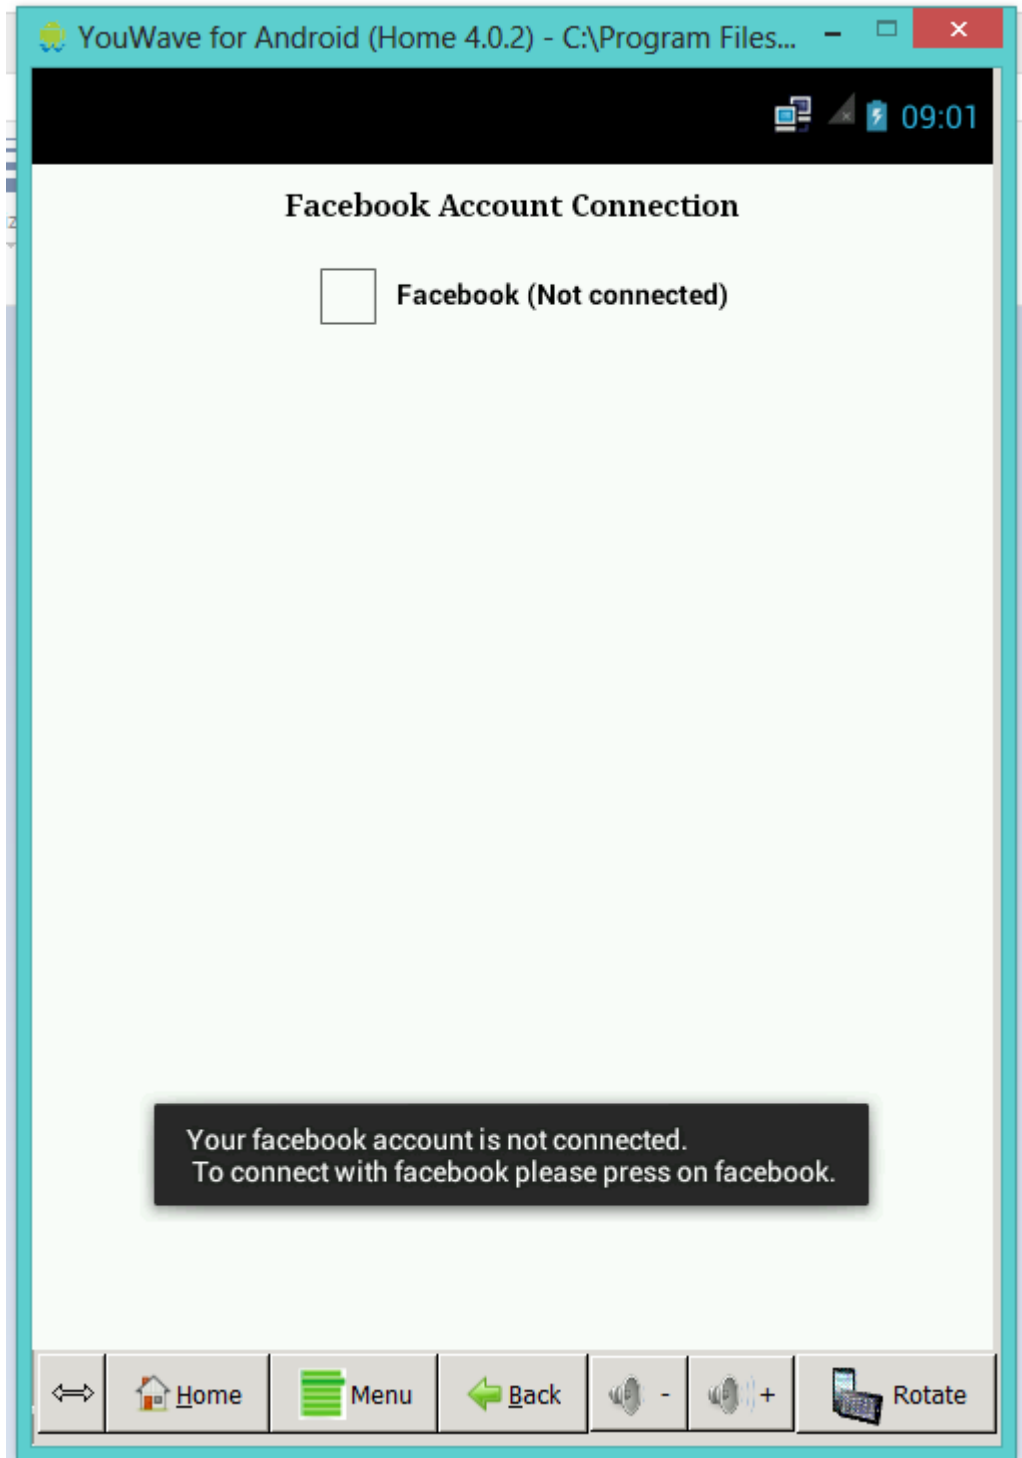 YouWave for Android (Home 4.0.2) - C:\Program Files...
09:01
Facebook Account Connection
Facebook (Not connected)
Your facebook account is not connected.
To connect with facebook please press on facebook.
Home Menu Back - + Rotate